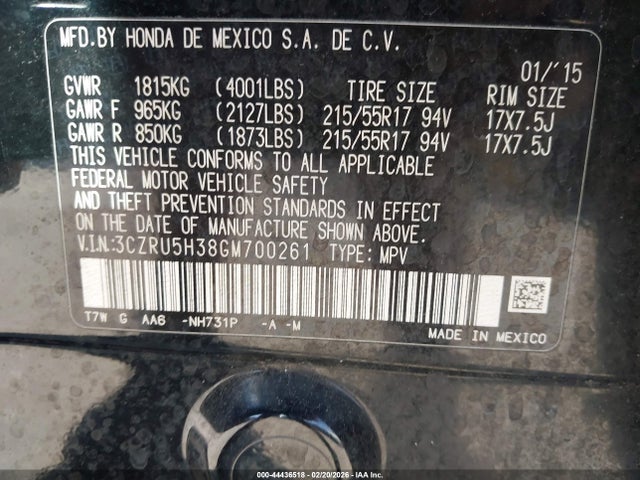 MFD.BY HONDA DE MEXICO S.A. DE C.V.
01/'15
GVWR 1815KG (4001LBS) TIRE SIZE RIM SIZE
GAWR F 965KG (2127LBS) 215/55R17 94V 17X7.5J
GAWR R 850KG (1873LBS) 215/55R17 94V 17X7.5J
THIS VEHICLE CONFORMS TO ALL APPLICABLE
FEDERAL MOTOR VEHICLE SAFETY
AND THEFT PREVENTION STANDARDS IN EFFECT
ON THE DATE OF MANUFACTURE SHOWN ABOVE.
V.I.N:3CZRU5H38GM700261 TYPE: MPV
T7W G AA6 -NH731P -A -M
MADE IN MEXICO
000-44436518 - 02/20/2026 - IAA Inc.